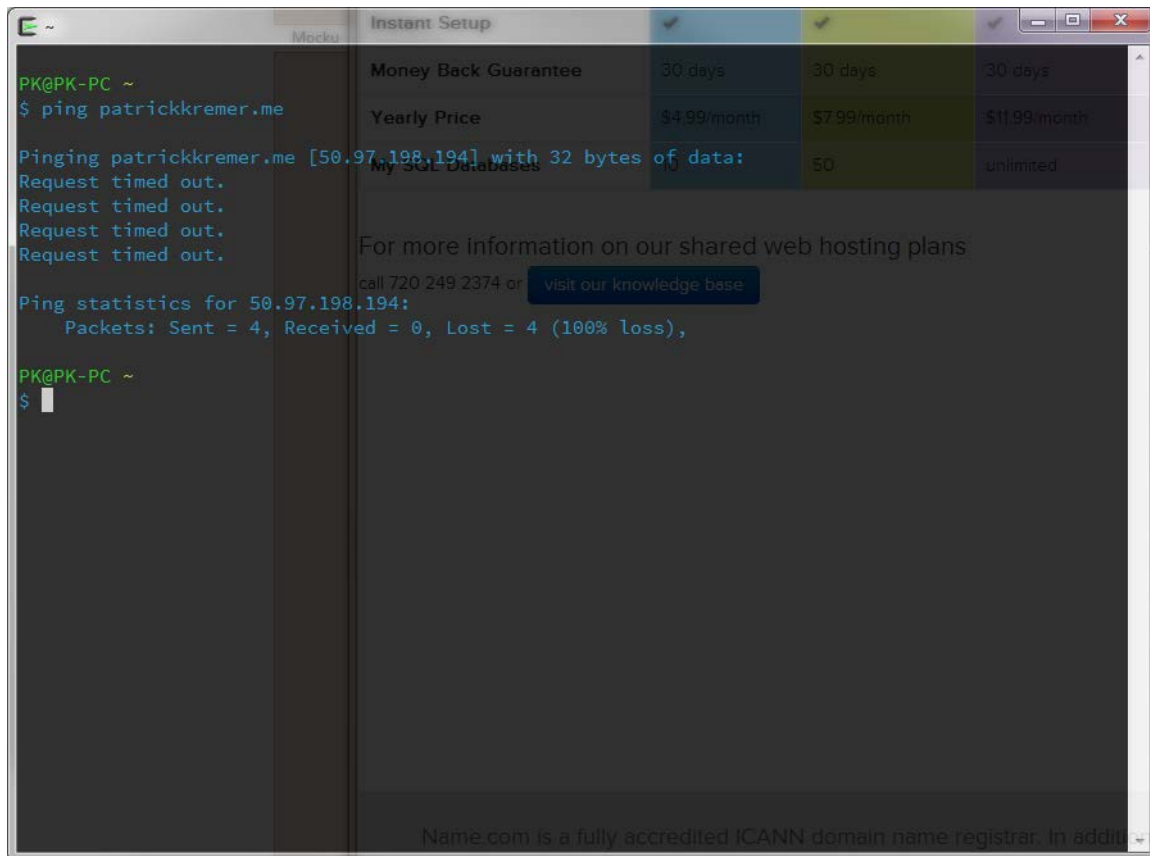 ~
Mocku
Instant Setup
Money Back Guarantee 30 days 30 days 30 days
Yearly Price $4.99/month $7.99/month $11.99/month
My SQL Databases 10 50 unlimited
For more information on our shared web hosting plans
call 720 249 2374 or visit our knowledge base
Name.com is a fully accredited ICANN domain name registrar. In addition
PK@PK-PC ~
$ ping patrickkremer.me
Pinging patrickkremer.me [50.97.198.194] with 32 bytes of data:
Request timed out.
Request timed out.
Request timed out.
Request timed out.
Ping statistics for 50.97.198.194:
Packets: Sent = 4, Received = 0, Lost = 4 (100% loss),
PK@PK-PC ~
$